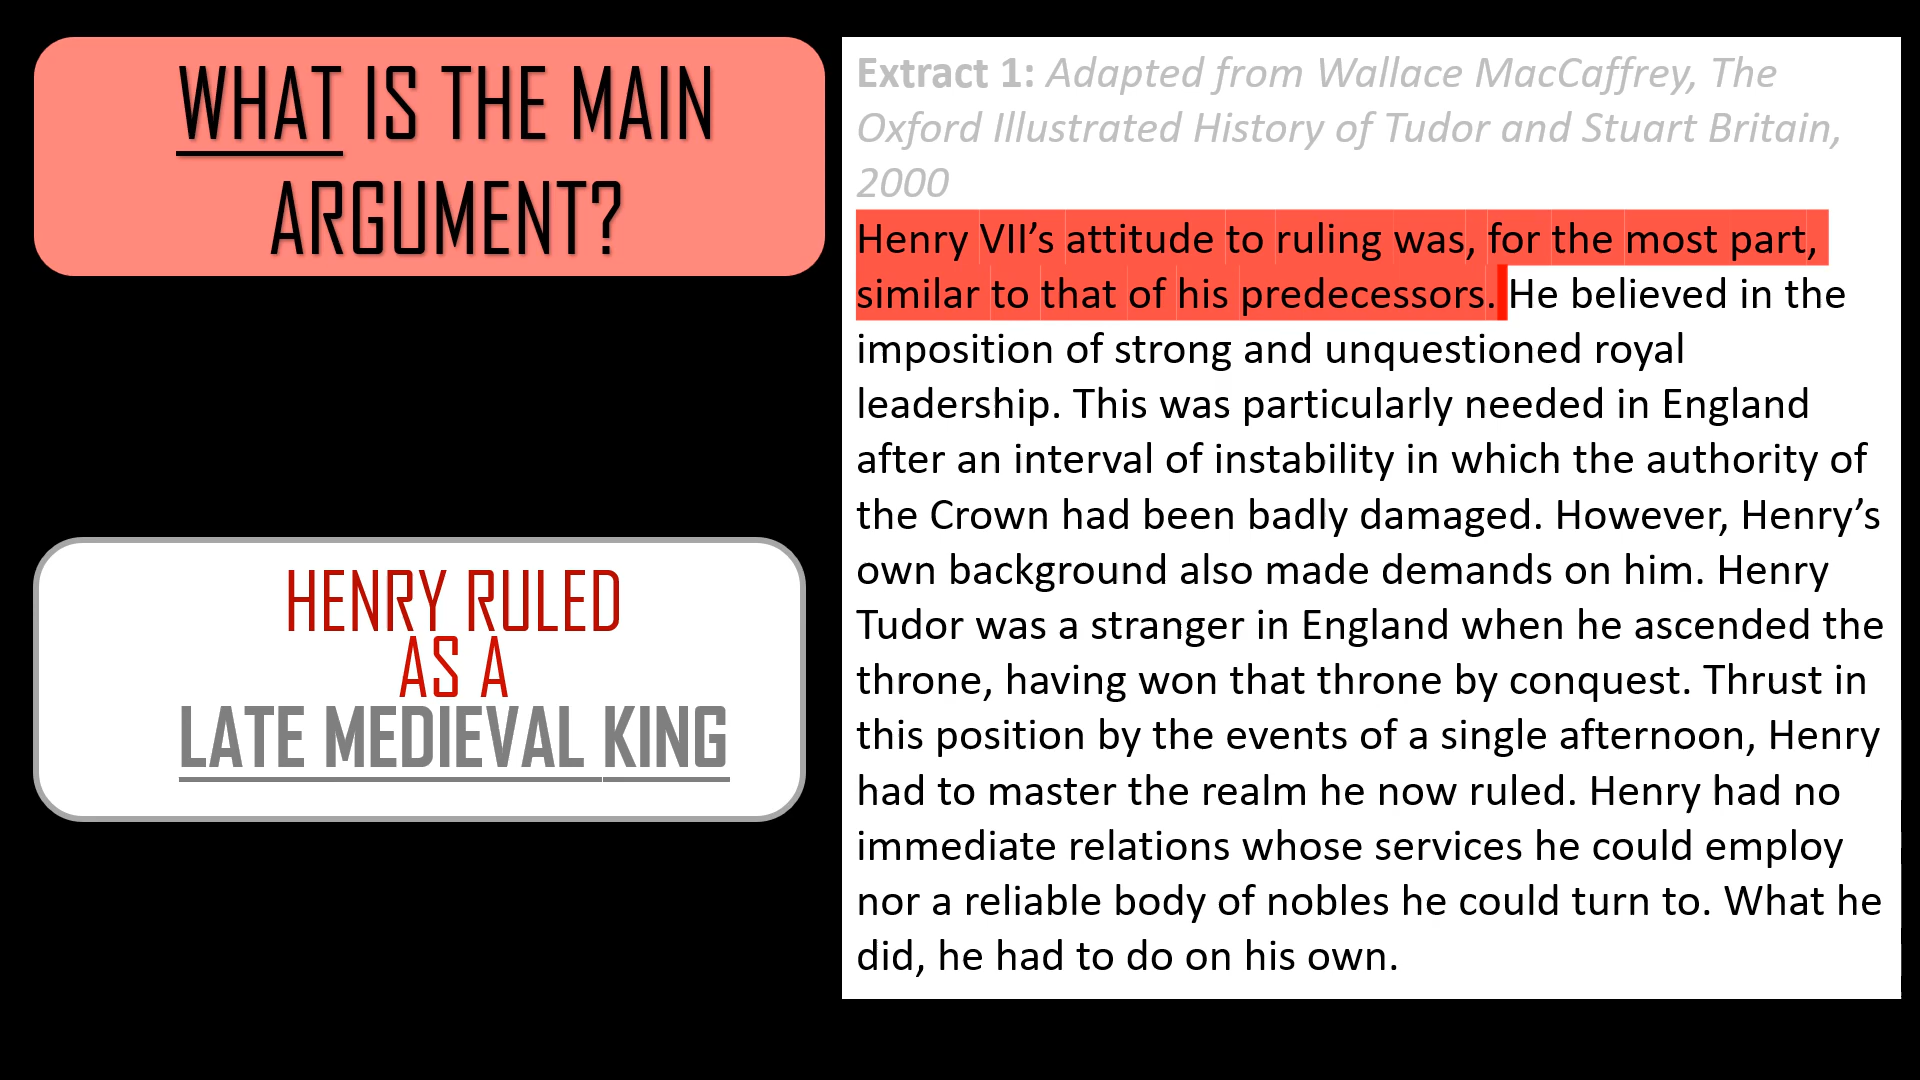 WHAT IS THE MAIN
ARGUMENT?
HENRY RULED
AS A
LATE MEDIEVAL KING
Extract 1: Adapted from Wallace MacCaffrey, The
Oxford Illustrated History of Tudor and Stuart Britain,
2000
Henry VII’s attitude to ruling was, for the most part,
similar to that of his predecessors. He believed in the
imposition of strong and unquestioned royal
leadership. This was particularly needed in England
after an interval of instability in which the authority of
the Crown had been badly damaged. However, Henry’s
own background also made demands on him. Henry
Tudor was a stranger in England when he ascended the
throne, having won that throne by conquest. Thrust in
this position by the events of a single afternoon, Henry
had to master the realm he now ruled. Henry had no
immediate relations whose services he could employ
nor a reliable body of nobles he could turn to. What he
did, he had to do on his own.